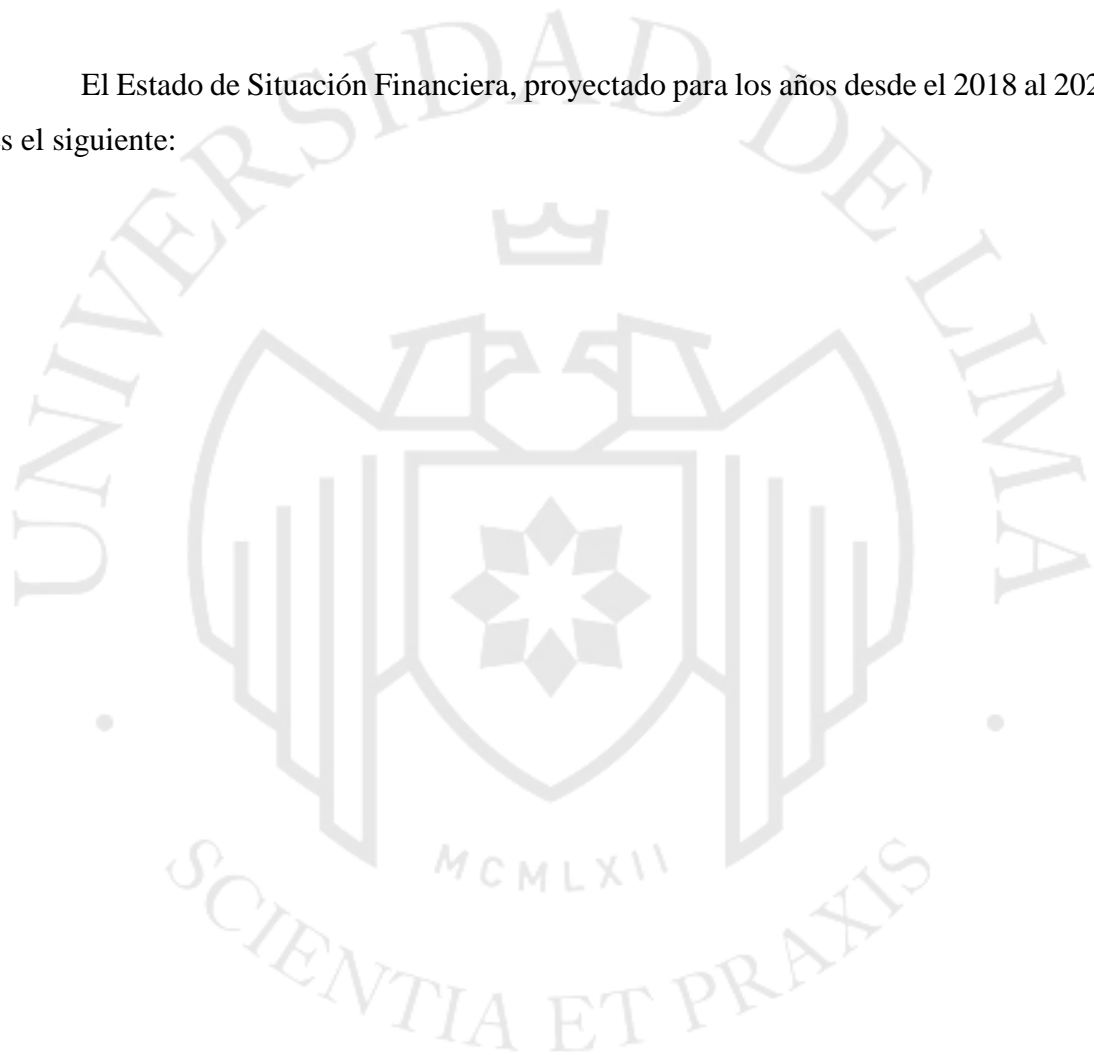 El Estado de Situación Financiera, proyectado para los años desde el 2018 al 202
s el siguiente:
UNIVERSIDAD DE LIMA
MCMLXII
SCIENTIA ET PRAXIS